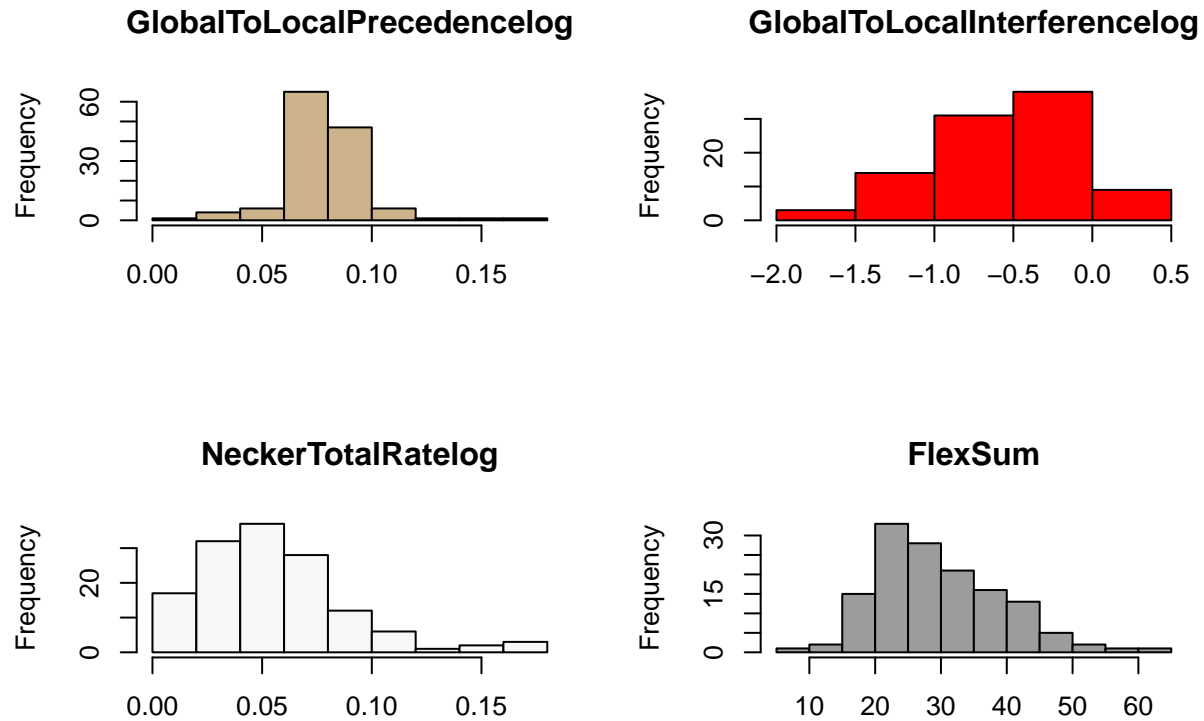 GlobalToLocalPrecedencelog
Frequency
60
30
0
0.00 0.05 0.10 0.15
GlobalToLocalInterferencelog
Frequency
20
0
−2.0 −1.5 −1.0 −0.5 0.0 0.5
NeckerTotalRatelog
Frequency
20
0
0.00 0.05 0.10 0.15
FlexSum
Frequency
30
15
0
10 20 30 40 50 60